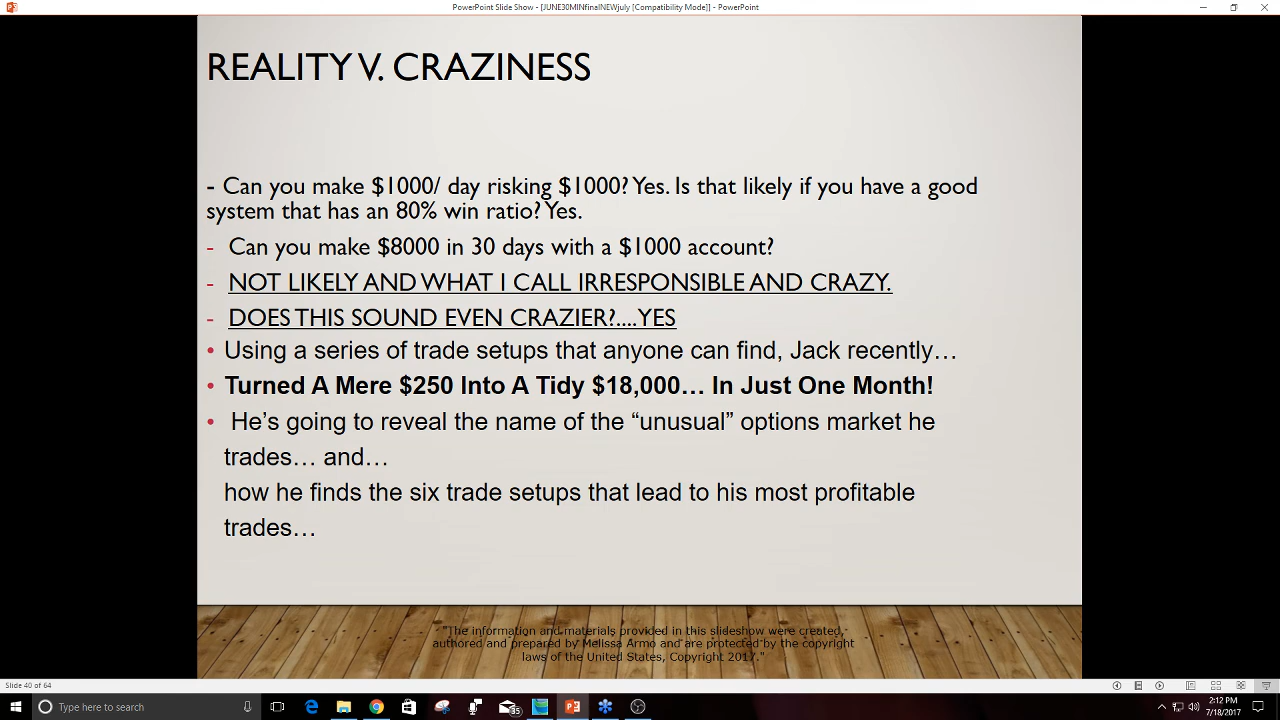 PowerPoint Slide Show - [JUNE30MINfinalNEWjuly [Compatibility Mode]] - PowerPoint
REALITY V. CRAZINESS
- Can you make $1000/ day risking $1000? Yes. Is that likely if you have a good
system that has an 80% win ratio? Yes.
- Can you make $8000 in 30 days with a $1000 account?
- NOT LIKELY AND WHAT I CALL IRRESPONSIBLE AND CRAZY.
- DOES THIS SOUND EVEN CRAZIER?....YES
• Using a series of trade setups that anyone can find, Jack recently…
• Turned A Mere $250 Into A Tidy $18,000… In Just One Month!
• He’s going to reveal the name of the “unusual” options market he
trades… and…
how he finds the six trade setups that lead to his most profitable
trades…
"The information and materials provided in this slideshow were created,
authored and prepared by Melissa Armo and are protected by the copyright
laws of the United States, Copyright 2017."
Slide 40 of 64
Type here to search
35
2:12 PM
7/18/2017